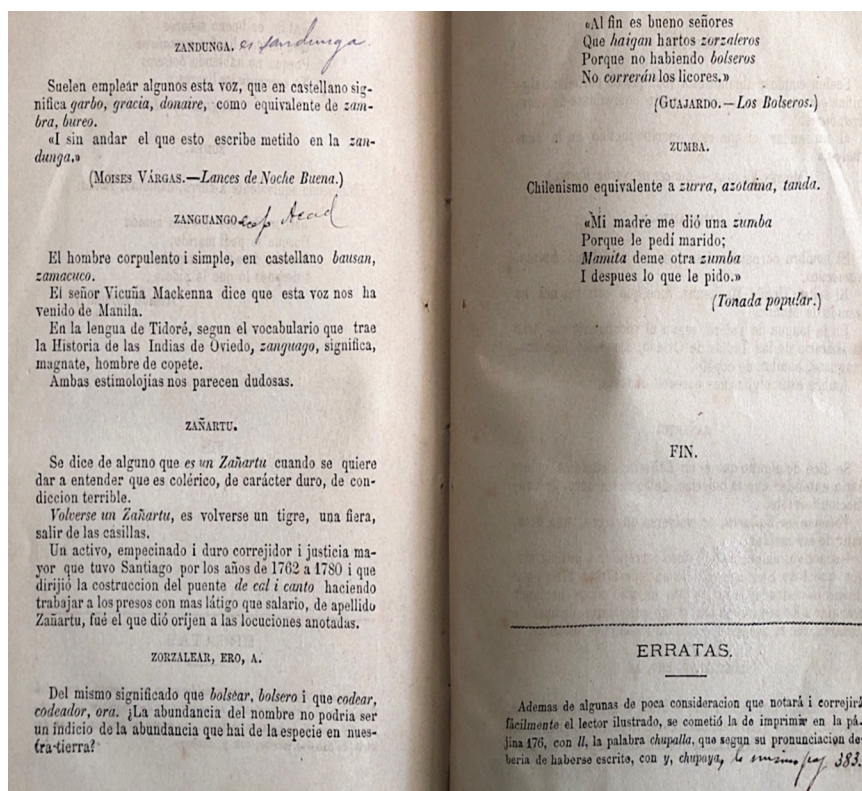 ZANDUNGA. es sandunga.
Suelen emplear algunos esta voz, que en castellano sig-
nifica garbo, gracia, donaire, como equivalente de zam-
bra, bureo.
«I sin andar el que esto escribe metido en la zan-
dunga.»
(MOISES VÁRGAS.—Lances de Noche Buena.)
ZANGUANGO Acad
El hombre corpulento i simple, en castellano bausan,
zamacuco.
El señor Vicuña Mackenna dice que esta voz nos ha
venido de Manila.
En la lengua de Tidoré, segun el vocabulario que trae
la Historia de las Indias de Oviedo, zanguago, significa,
magnate, hombre de copete.
Ambas estimolojías nos parecen dudosas.
ZAÑARTU.
Se dice de alguno que es un Zañartu cuando se quiere
dar a entender que es colérico, de carácter duro, de con-
diccion terrible.
Volverse un Zañartu, es volverse un tigre, una fiera,
salir de las casillas.
Un activo, empecinado i duro correjidor i justicia ma-
yor que tuvo Santiago por los años de 1762 a 1780 i que
dirijió la costruccion del puente de cal i canto haciendo
trabajar a los presos con mas látigo que salario, de apellido
Zañartu, fué el que dió oríjen a las locuciones anotadas.
ZORZALEAR, ERO, A.
Del mismo significado que bolsear, bolsero i que codear,
codeador, ora. ¿La abundancia del nombre no podria ser
un indicio de la abundancia que hai de la especie en nues-
tra tierra?
«Al fin es bueno señores
Que haigan hartos zorzaleros
Porque no habiendo bolseros
No correrán los licores.»
(GUAJARDO.—Los Bolseros.)
ZUMBA.
Chilenismo equivalente a zurra, azotaina, tanda.
«Mi madre me dió una zumba
Porque le pedí marido;
Mamita deme otra zumba
I despues lo que le pido.»
(Tonada popular.)
FIN.
ERRATAS.
Ademas de algunas de poca consideracion que notará i correjirá
fácilmente el lector ilustrado, se cometió la de imprimir en la pá-
jina 176, con ll, la palabra chupalla, que segun su pronunciacion de-
beria de haberse escrito, con y, chupaya, lo mismo pag 383.